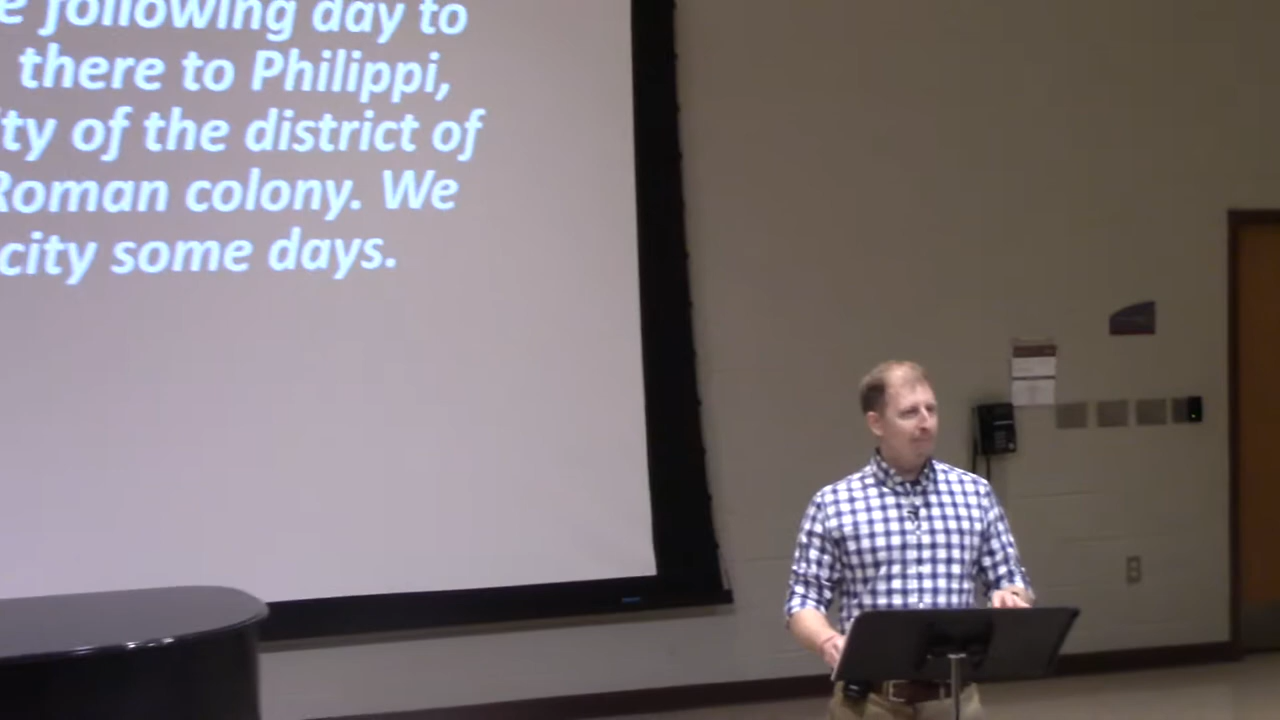 following day to
there to Philippi,
of the district of
Roman colony. We
city some days.